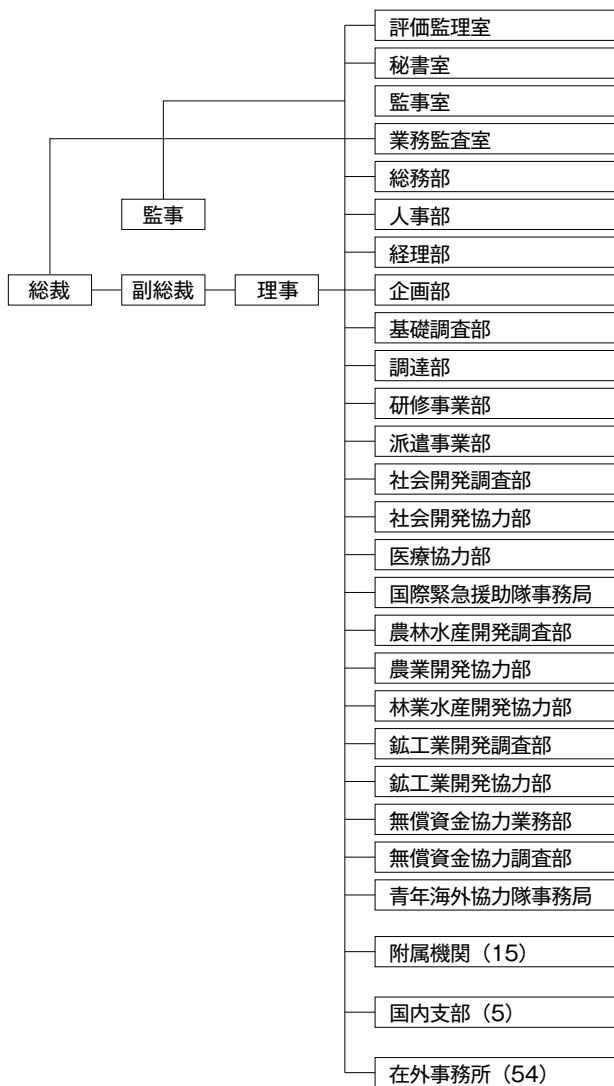 評価監理室
秘書室
監事室
業務監査室
総務部
監事
人事部
経理部
総裁
副総裁
理事
企画部
基礎調査部
調達部
研修事業部
派遣事業部
社会開発調査部
社会開発協力部
医療協力部
国際緊急援助隊事務局
農林水産開発調査部
農業開発協力部
林業水産開発協力部
鉱工業開発調査部
鉱工業開発協力部
無償資金協力業務部
無償資金協力調査部
青年海外協力隊事務局
附属機関（15）
国内支部（5）
在外事務所（54）